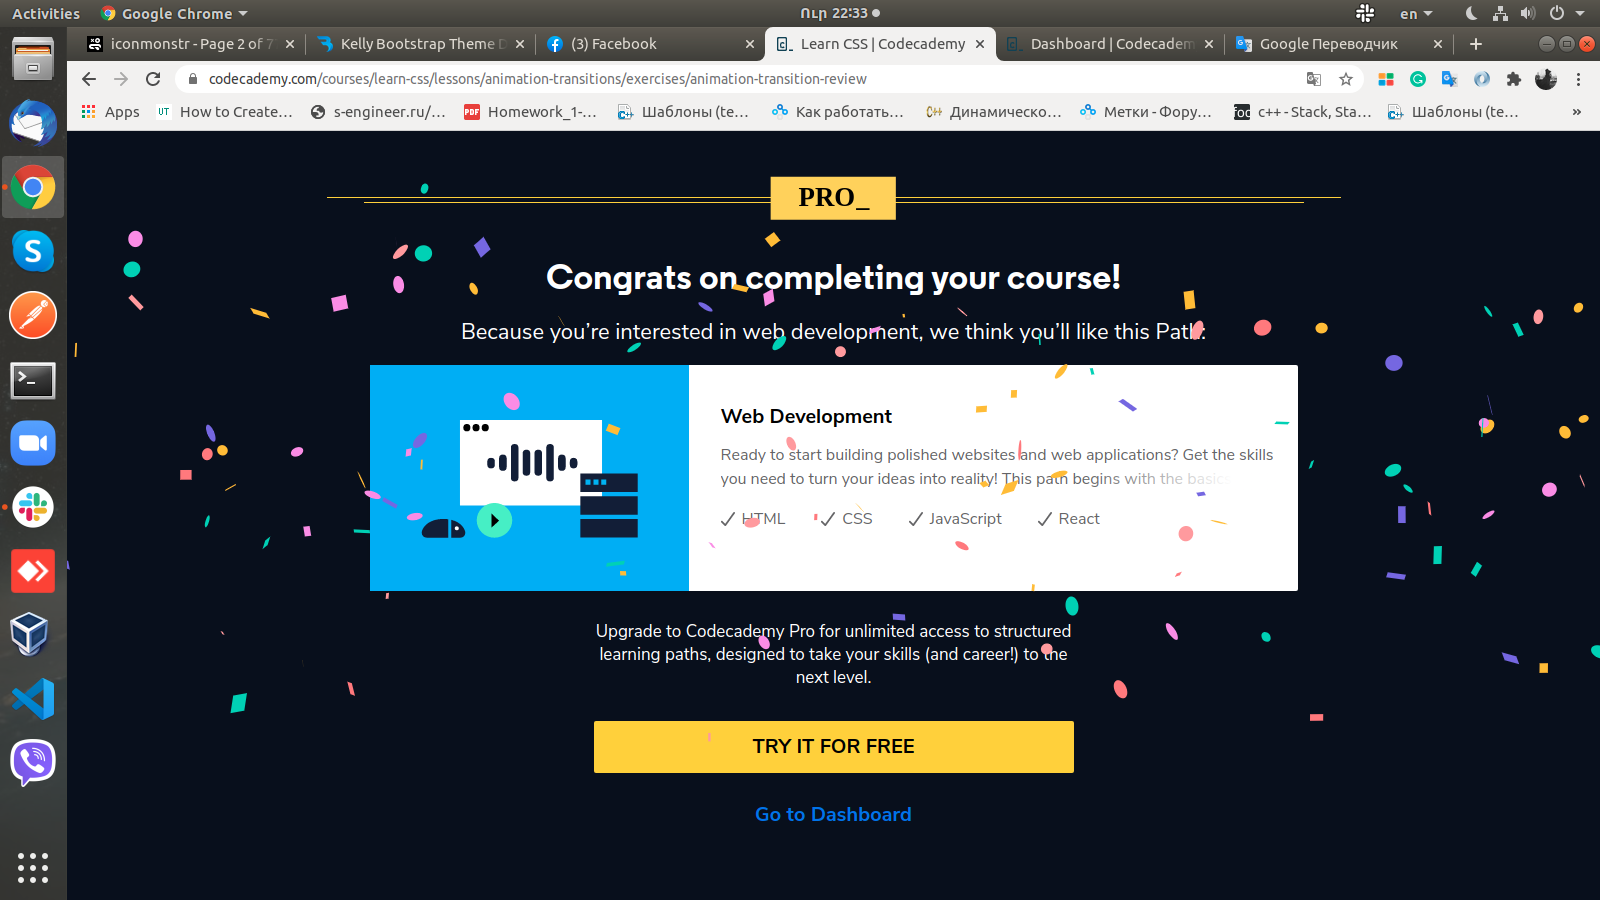 Activities
Google Chrome
Ուր 22:33
en
iconmonstr - Page 2 of 7
Kelly Bootstrap Theme D
(3) Facebook
Learn CSS | Codecademy
Dashboard | Codecadem
Google Переводчик
codecademy.com/courses/learn-css/lessons/animation-transitions/exercises/animation-transition-review
Apps
UT How to Create…
s-engineer.ru/…
PDF Homework_1-…
Шаблоны (te…
Как работать…
Динамическо…
Метки - Фору…
c++ - Stack, Sta…
Шаблоны (te…
»
PRO_
Congrats on completing your course!
Because you’re interested in web development, we think you’ll like this Path:
Web Development
Ready to start building polished websites and web applications? Get the skills
you need to turn your ideas into reality! This path begins with the basics
HTML
CSS
JavaScript
React
Upgrade to Codecademy Pro for unlimited access to structured
learning paths, designed to take your skills (and career!) to the
next level.
TRY IT FOR FREE
Go to Dashboard